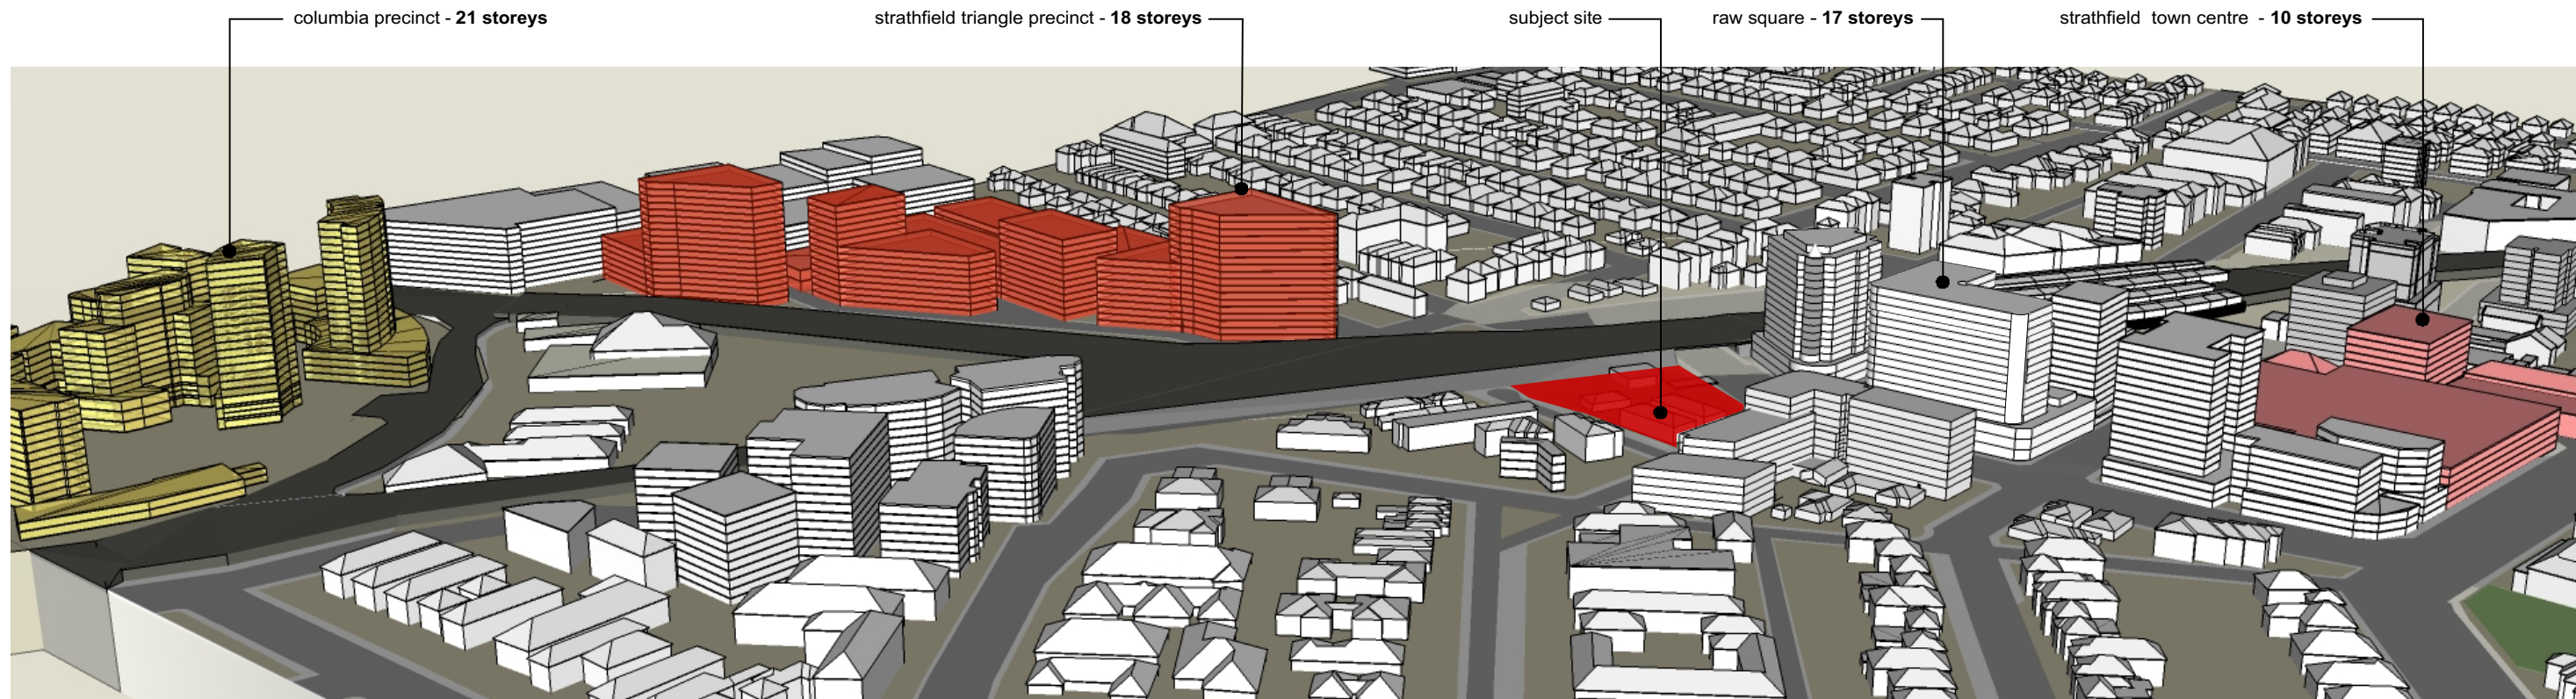 columbia precinct - 21 storeys
strathfield triangle precinct - 18 storeys
subject site
raw square - 17 storeys
strathfield town centre - 10 storeys